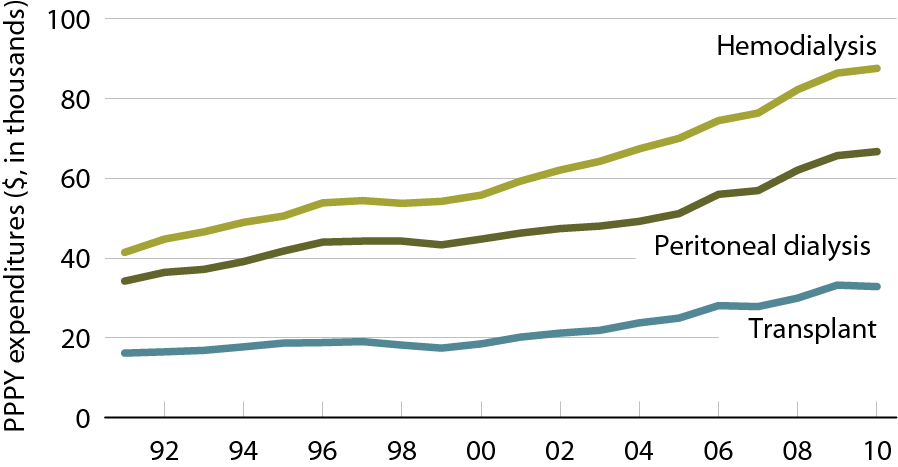 PPPY expenditures ($, in thousands)
100
80
60
40
20
0
Hemodialysis
Peritoneal dialysis
Transplant
92 94 96 98 00 02 04 06 08 10